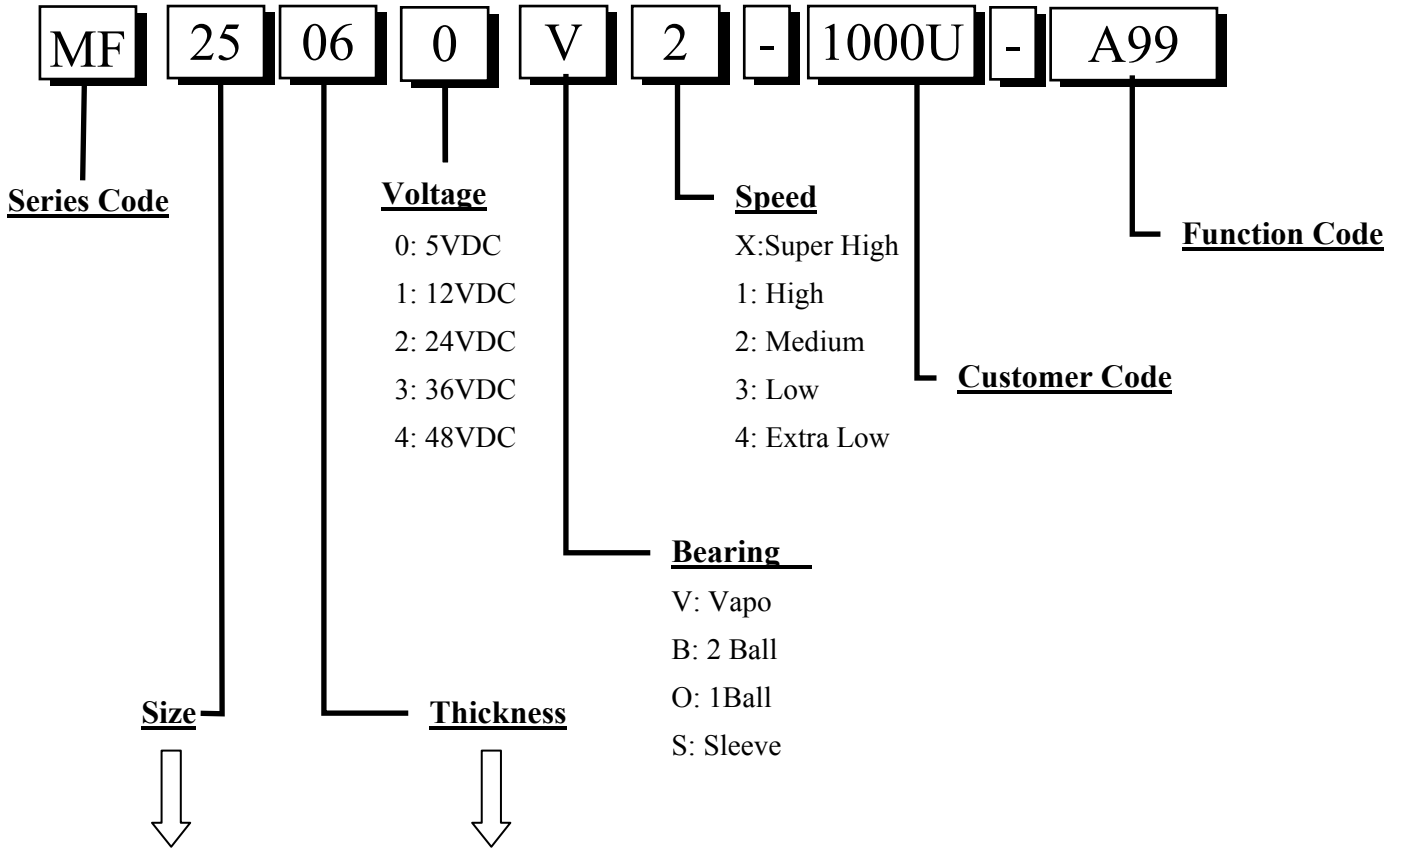 MF 25 06 0 V 2 - 1000U - A99
Series Code
Voltage
0: 5VDC
1: 12VDC
2: 24VDC
3: 36VDC
4: 48VDC
Speed
X:Super High
1: High
2: Medium
3: Low
4: Extra Low
Function Code
Customer Code
Bearing
V: Vapo
B: 2 Ball
O: 1Ball
S: Sleeve
Size
Thickness